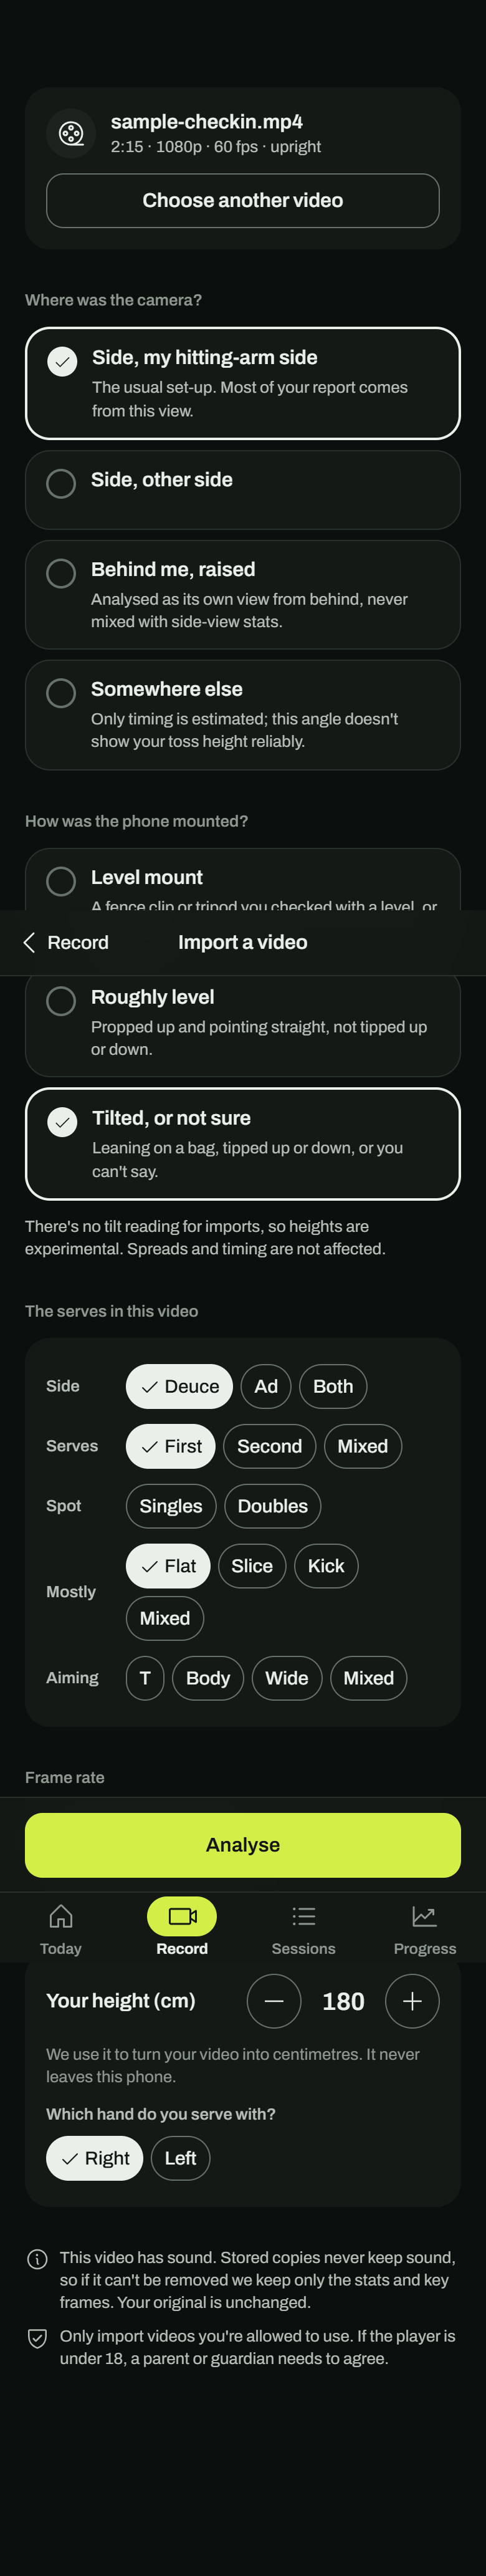 sample-checkin.mp4
2:15 · 1080p · 60 fps · upright
Choose another video
Where was the camera?
Side, my hitting-arm side
The usual set-up. Most of your report comes
from this view.
Side, other side
Behind me, raised
Analysed as its own view from behind, never
mixed with side-view stats.
Somewhere else
Only timing is estimated; this angle doesn't
show your toss height reliably.
How was the phone mounted?
Level mount
A fence clip or tripod you checked with a level, or
Record
Import a video
Roughly level
Propped up and pointing straight, not tipped up
or down.
Tilted, or not sure
Leaning on a bag, tipped up or down, or you
can't say.
There's no tilt reading for imports, so heights are
experimental. Spreads and timing are not affected.
The serves in this video
Side Deuce Ad Both
Serves First Second Mixed
Spot Singles Doubles
Mostly Flat Slice Kick
Mixed
Aiming T Body Wide Mixed
Frame rate
Analyse
Today Record Sessions Progress
Your height (cm) 180
We use it to turn your video into centimetres. It never
leaves this phone.
Which hand do you serve with?
Right Left
This video has sound. Stored copies never keep sound,
so if it can't be removed we keep only the stats and key
frames. Your original is unchanged.
Only import videos you're allowed to use. If the player is
under 18, a parent or guardian needs to agree.